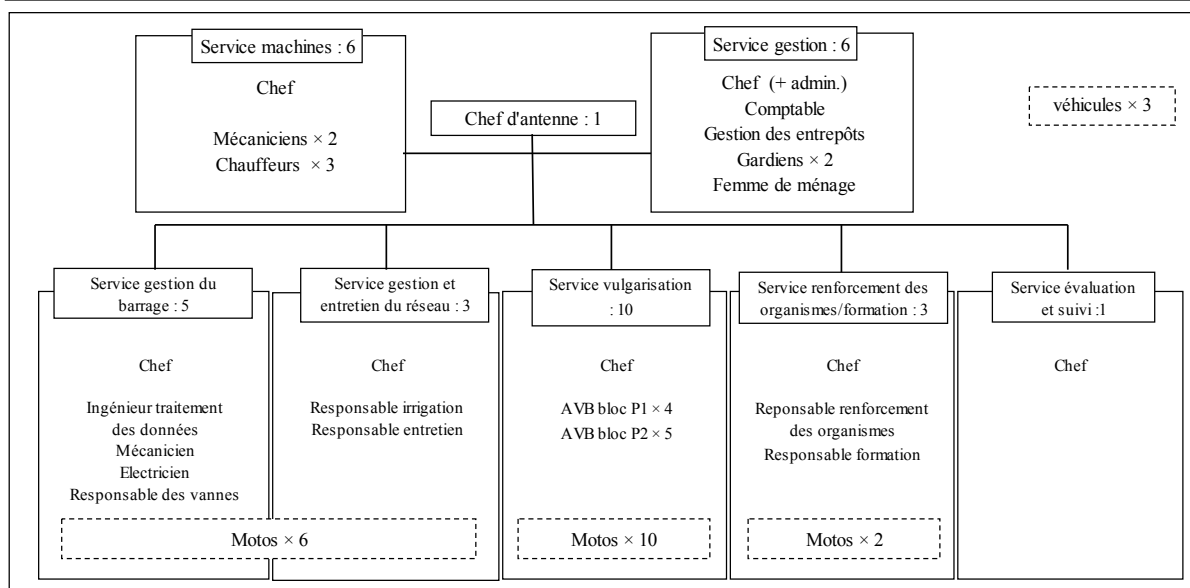 Service machines : 6
Chef
Mécaniciens × 2
Chauffeurs × 3
Chef d'antenne : 1
Service gestion : 6
Chef (+ admin.)
Comptable
Gestion des entrepôts
Gardiens × 2
Femme de ménage
véhicules × 3
Service gestion du
barrage : 5
Chef
Ingénieur traitement
des données
Mécanicien
Electricien
Responsable des vannes
Service gestion et
entretien du réseau : 3
Chef
Responsable irrigation
Responsable entretien
Motos × 6
Service vulgarisation
: 10
Chef
AVB bloc P1 × 4
AVB bloc P2 × 5
Motos × 10
Service renforcement des
organismes/formation : 3
Chef
Reponsable renforcement
des organismes
Responsable formation
Motos × 2
Service évaluation
et suivi :1
Chef